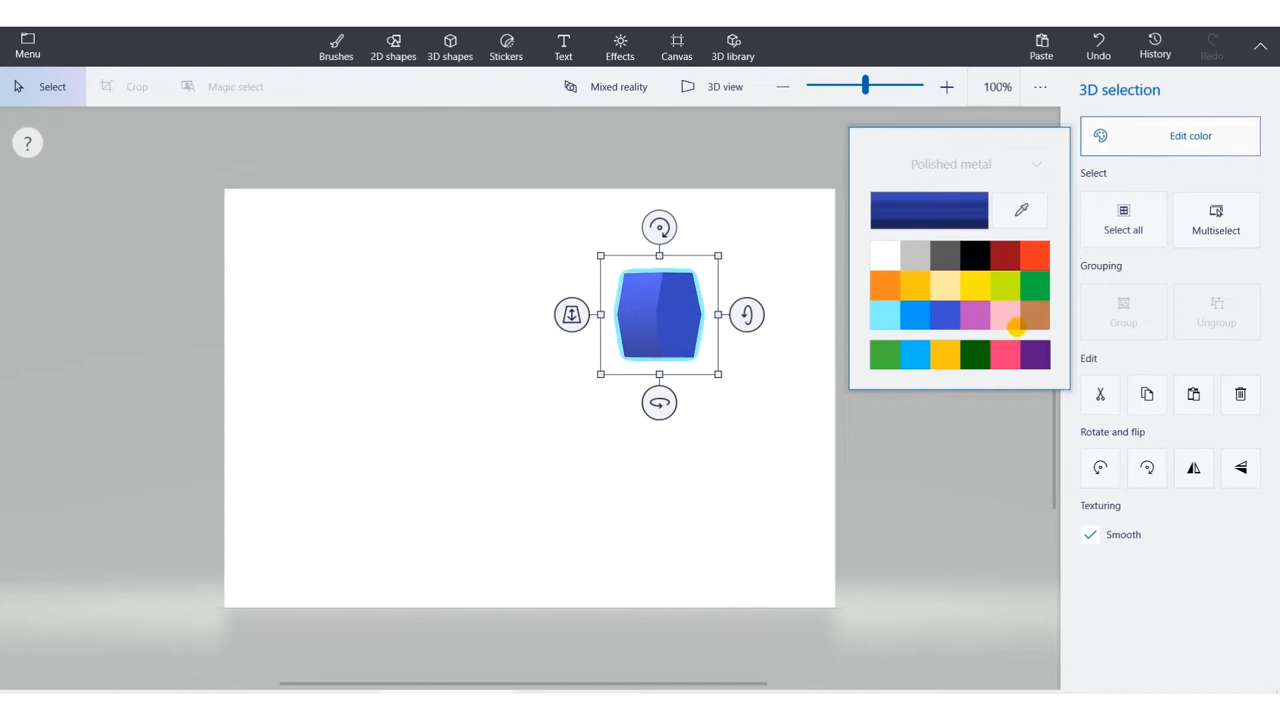 Menu
Brushes
2D shapes
3D shapes
Stickers
Text
Effects
Canvas
3D library
Paste
Undo
History
Redo
Select
Crop
Magic select
Mixed reality
3D view
100%
3D selection
?
Edit color
Polished metal
Select
Select all
Multiselect
Grouping
Group
Ungroup
Edit
Rotate and flip
Texturing
Smooth